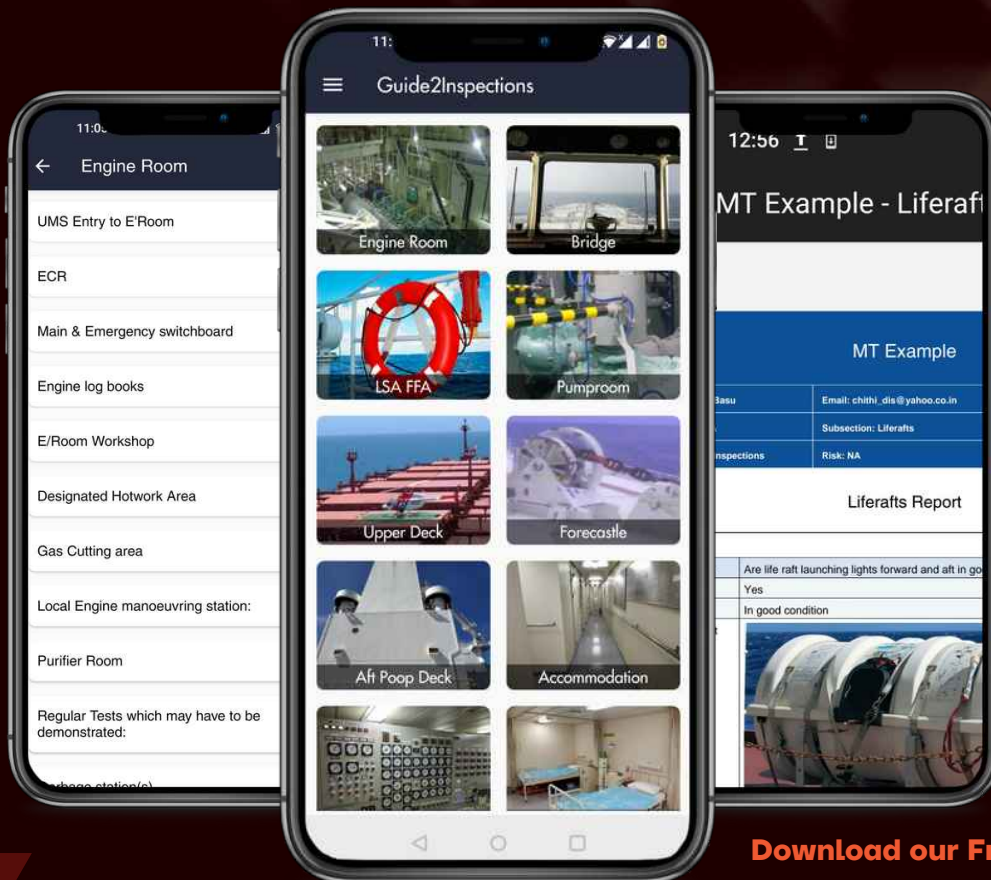 11:03
Engine Room
UMS Entry to E'Room
ECR
Main & Emergency switchboard
Engine log books
E/Room Workshop
Designated Hotwork Area
Gas Cutting area
Local Engine manoeuvring station:
Purifier Room
Regular Tests which may have to be
demonstrated:
11:
Guide2Inspections
Engine Room
Bridge
LSA FFA
Pumproom
Upper Deck
Forecastle
Aft Poop Deck
Accommodation
12:56
MT Example - Liferaft
MT Example
Basu
Email: chithi_dis@yahoo.co.in
Subsection: Liferafts
nspections
Risk: NA
Liferafts Report
Are life raft launching lights forward and aft in go
Yes
In good condition
Download our Fr